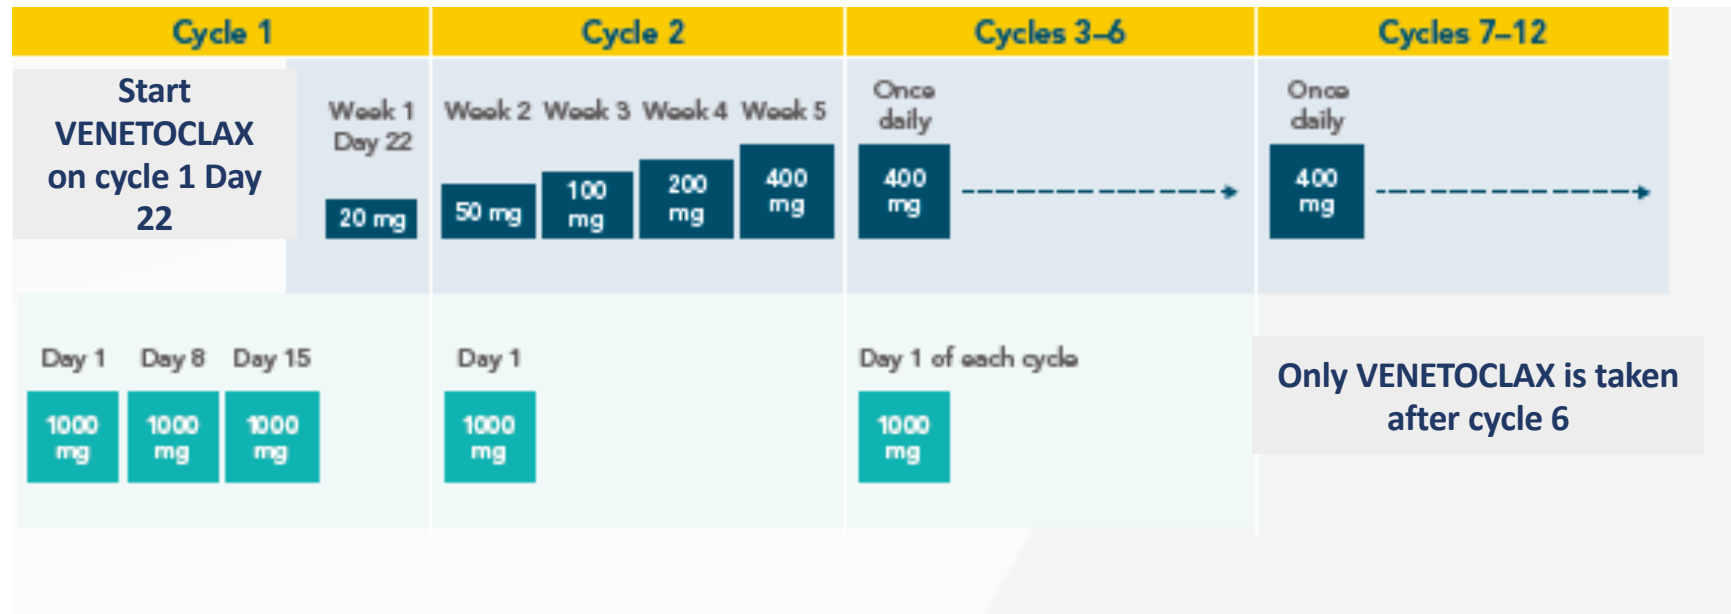 Cycle 1
Cycle 2
Cycles 3–6
Cycles 7–12
Start
VENETOCLAX
on cycle 1 Day
22
Week 1
Day 22
20 mg
Week 2 Week 3 Week 4 Week 5
50 mg
100
mg
200
mg
400
mg
Once
daily
400
mg
Once
daily
400
mg
Day 1
Day 8
Day 15
1000
mg
1000
mg
1000
mg
Day 1
1000
mg
Day 1 of each cycle
1000
mg
Only VENETOCLAX is taken
after cycle 6